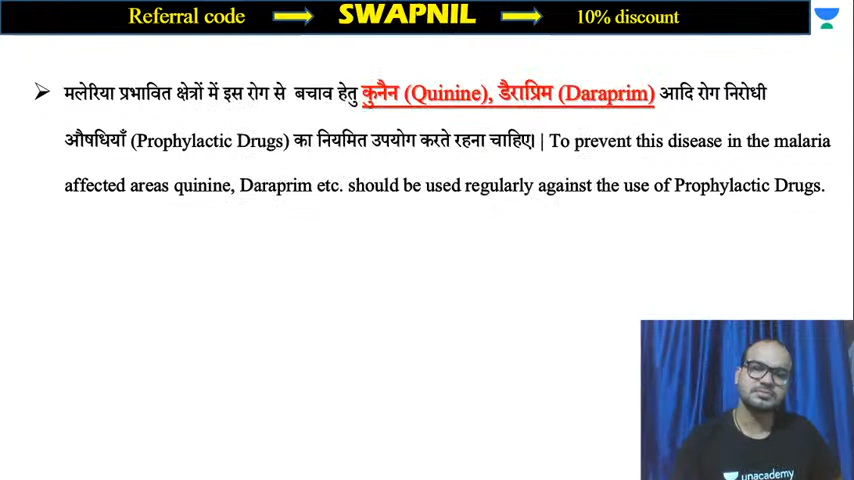 Referral code SWAPNIL 10% discount
मलेरिया प्रभावित क्षेत्रों में इस रोग से बचाव हेतु कुनैन (Quinine), डैराप्रिम (Daraprim) आदि रोग निरोधी
औषधियाँ (Prophylactic Drugs) का नियमित उपयोग करते रहना चाहिए। | To prevent this disease in the malaria
affected areas quinine, Daraprim etc. should be used regularly against the use of Prophylactic Drugs.
unacademy